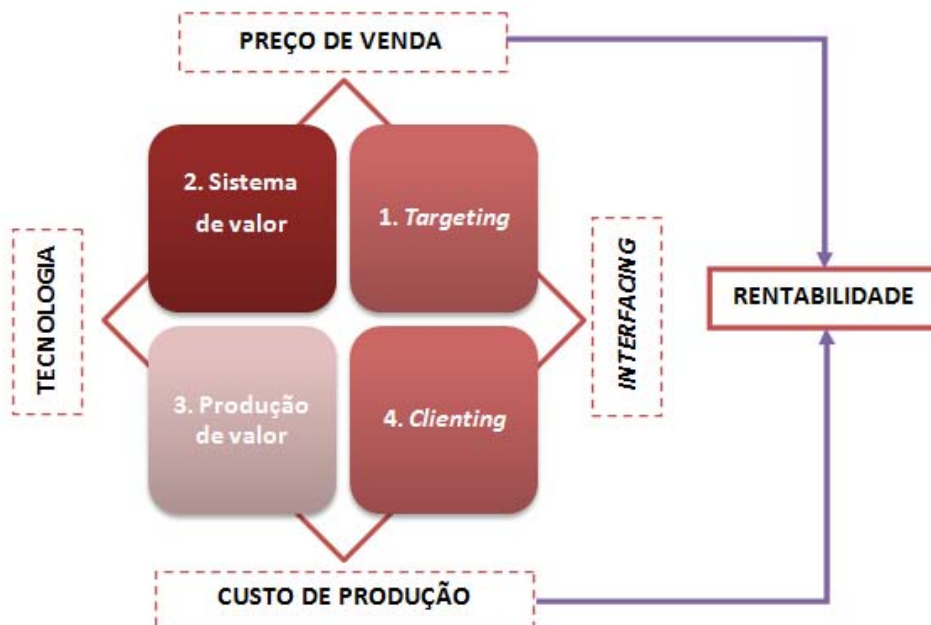 PREÇO DE VENDA
2. Sistema
de valor
1. Targeting
TECNOLOGIA
INTERFACING
RENTABILIDADE
3. Produção
de valor
4. Clienting
CUSTO DE PRODUÇÃO